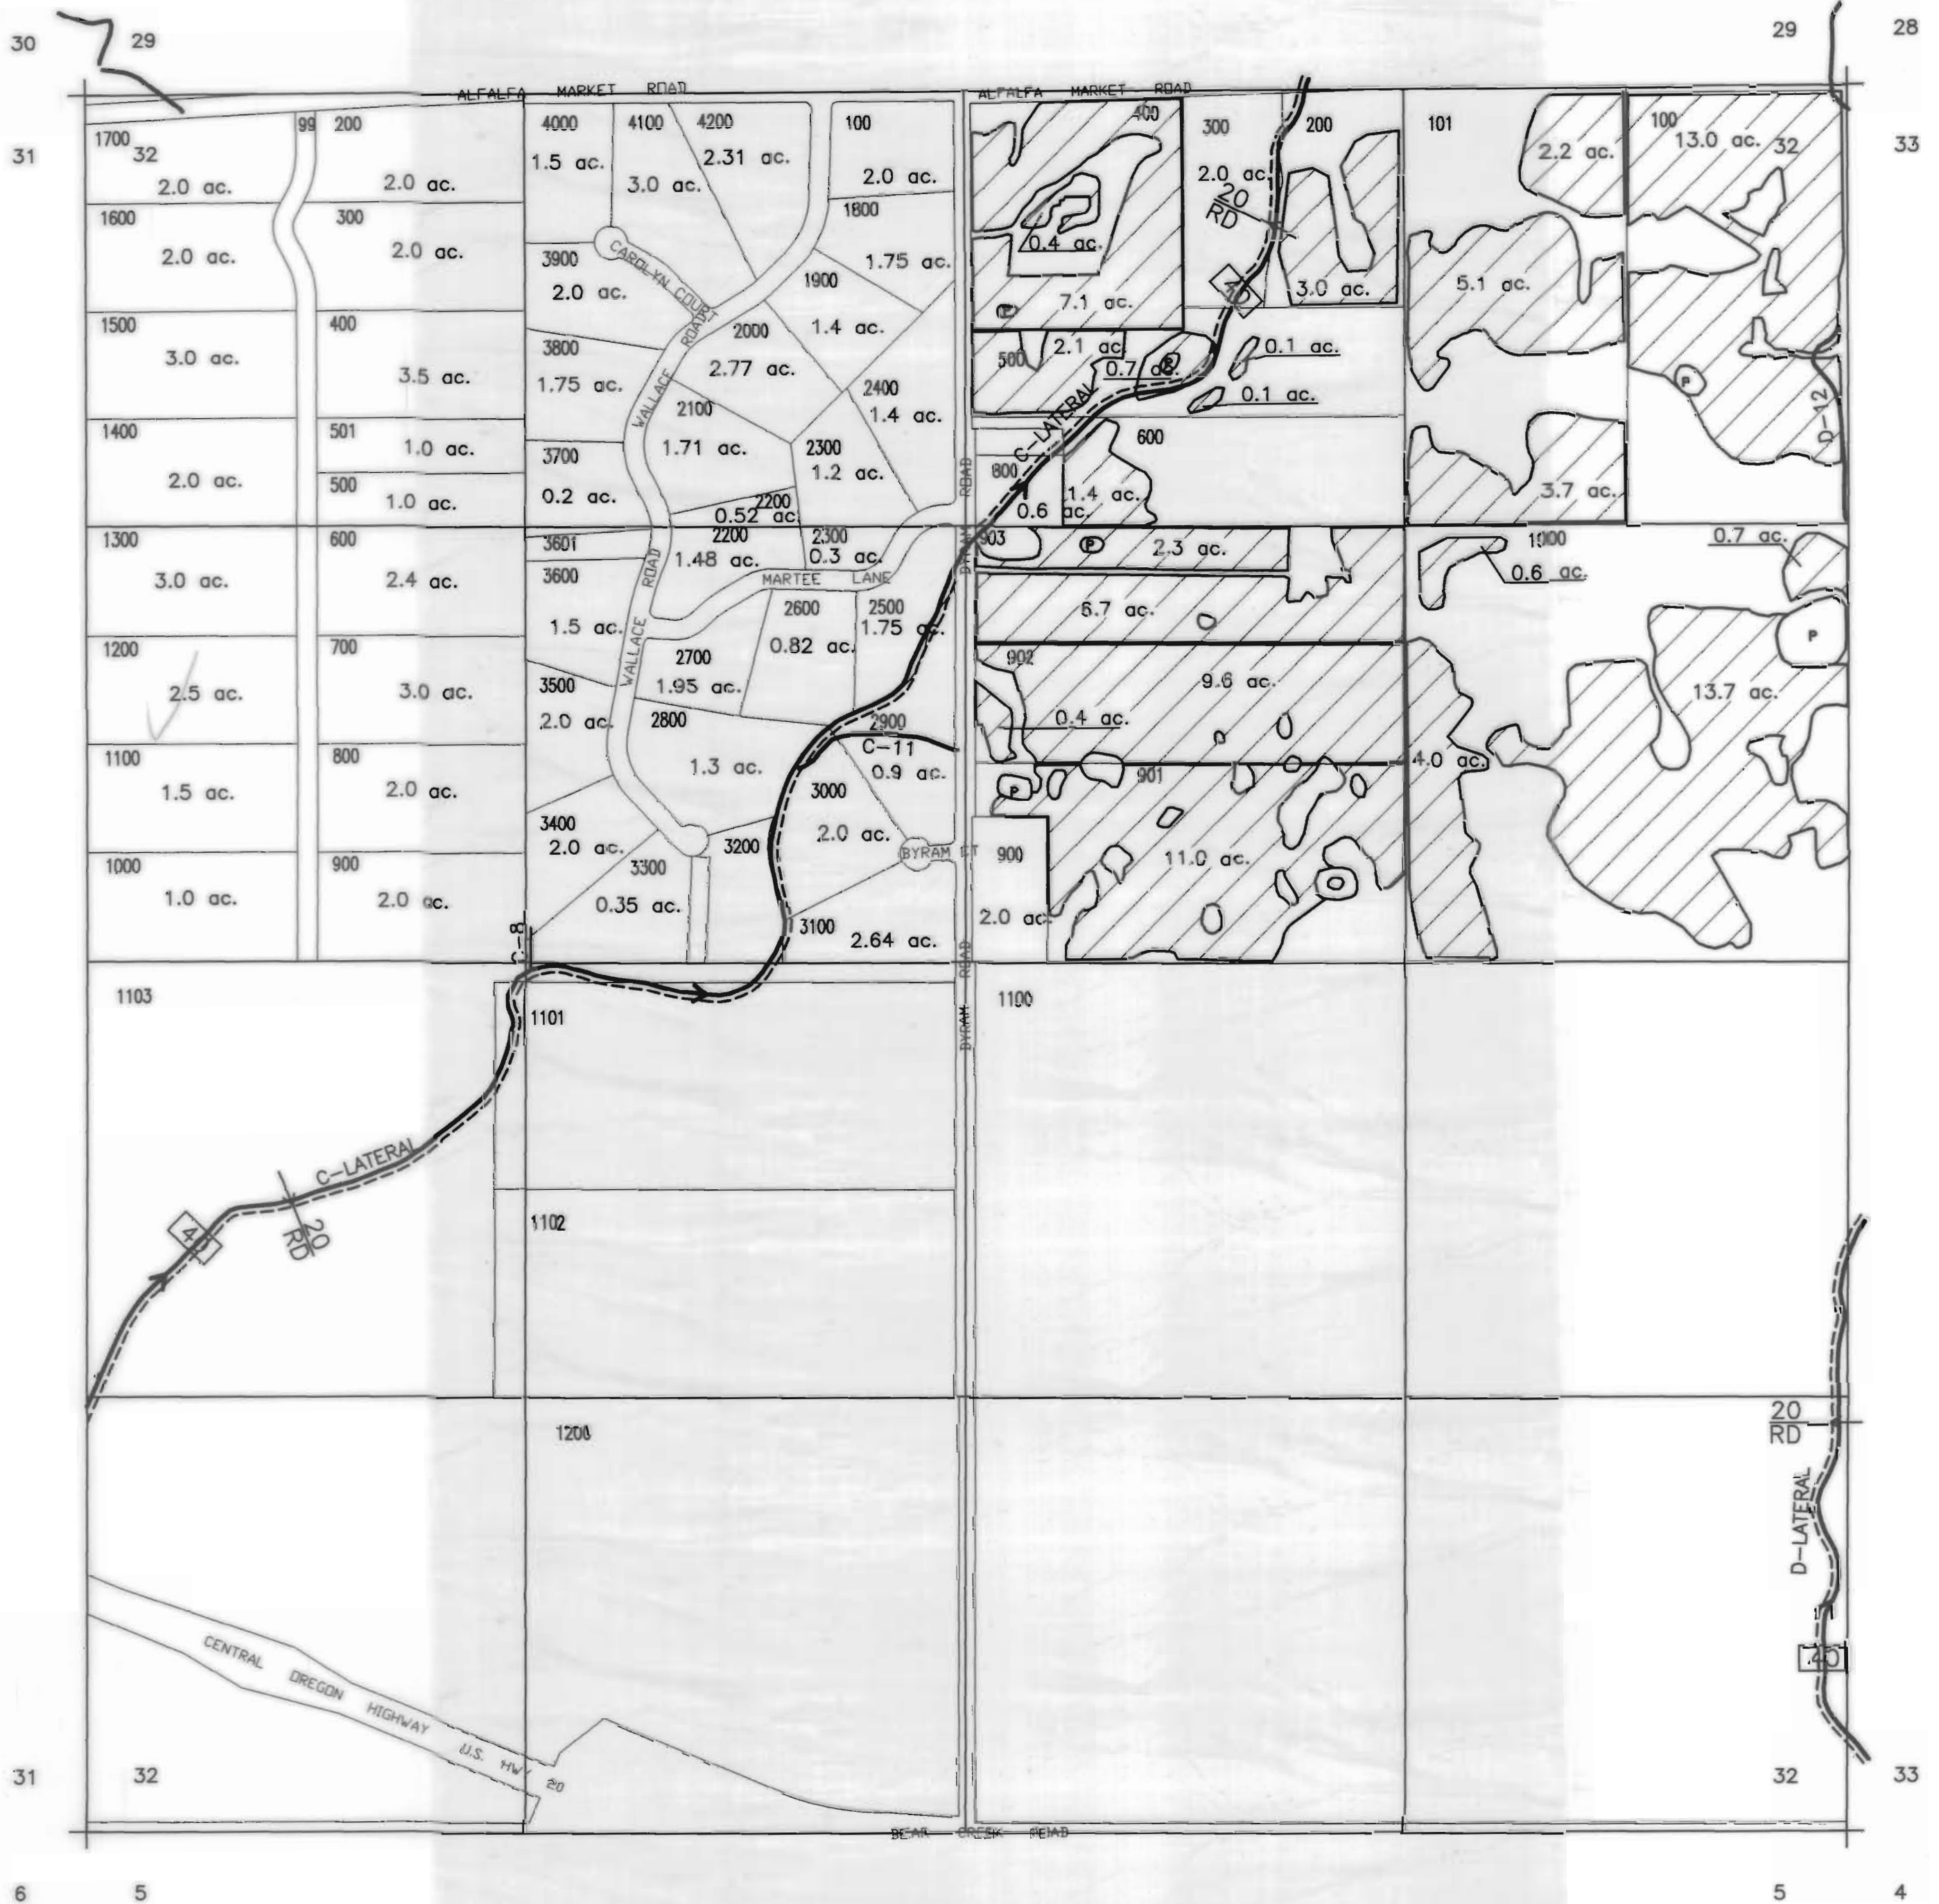 30
29
29
28
ALFALFA MARKET ROAD
ALFALFA MARKET ROAD
31
1700
32
2.0 ac.
99
200
2.0 ac.
4000
1.5 ac.
4100
3.0 ac.
4200
2.31 ac.
100
2.0 ac.
400
300
2.0 ac.
200
101
2.2 ac.
100
13.0 ac.
32
33
20
RD
1600
2.0 ac.
300
2.0 ac.
3900
2.0 ac.
CAROLYN COURT
1800
1.75 ac.
1900
1.4 ac.
0.4 ac.
7.1 ac.
P
40
3.0 ac.
5.1 ac.
1500
3.0 ac.
400
3.5 ac.
3800
1.75 ac.
WALLACE ROAD
2000
2.77 ac.
2400
1.4 ac.
500
2.1 ac.
0.7 ac.
P
0.1 ac.
0.1 ac.
P
D-12
1400
2.0 ac.
501
1.0 ac.
500
1.0 ac.
3700
0.2 ac.
2100
1.71 ac.
2300
1.2 ac.
2200
0.52 ac.
C-LATERAL
BYRAM ROAD
800
0.6 ac.
600
1.4 ac.
3.7 ac.
1300
3.0 ac.
600
2.4 ac.
3601
3600
1.5 ac.
WALLACE ROAD
2200
1.48 ac.
2300
0.3 ac.
MARTEE LANE
903
P
2.3 ac.
6.7 ac.
1000
0.6 ac.
0.7 ac.
P
1200
2.5 ac.
700
3.0 ac.
3500
2.0 ac.
2700
1.95 ac.
2600
0.82 ac.
2500
1.75 ac.
902
9.6 ac.
0.4 ac.
13.7 ac.
1100
1.5 ac.
800
2.0 ac.
2800
1.3 ac.
2900
C-11
0.9 ac.
3000
2.0 ac.
P
901
4.0 ac.
1000
1.0 ac.
900
2.0 ac.
3400
2.0 ac.
3300
0.35 ac.
3200
BYRAM CT
3100
2.64 ac.
900
2.0 ac.
11.0 ac.
C-8
BYRAM ROAD
1103
1101
BYRAM ROAD
1100
C-LATERAL
40
20
RD
1102
1200
20
RD
D-LATERAL
40
CENTRAL OREGON HIGHWAY
U.S. HWY 20
31
32
32
33
BEAR CREEK ROAD
6
5
5
4